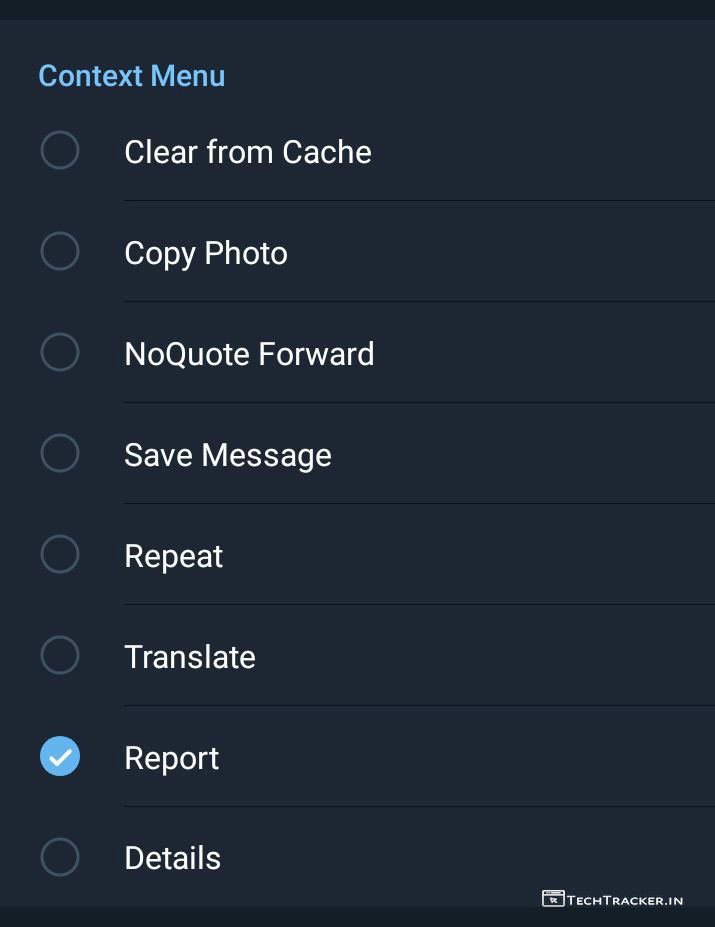 Context Menu
Clear from Cache
Copy Photo
NoQuote Forward
Save Message
Repeat
Translate
Report
Details
TECHTRACKER.IN